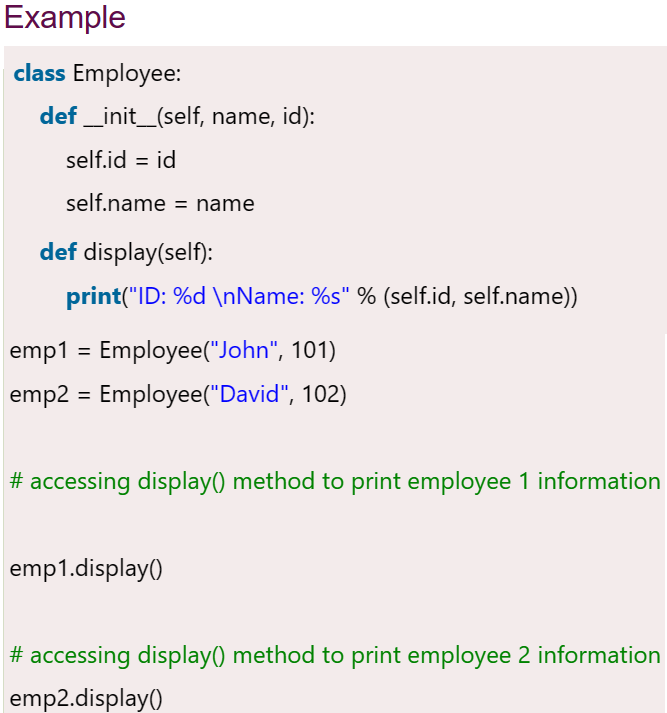 Example
class Employee:
def __init__(self, name, id):
self.id = id
self.name = name
def display(self):
print("ID: %d \nName: %s" % (self.id, self.name))
emp1 = Employee("John", 101)
emp2 = Employee("David", 102)
# accessing display() method to print employee 1 information
emp1.display()
# accessing display() method to print employee 2 information
emp2.display()